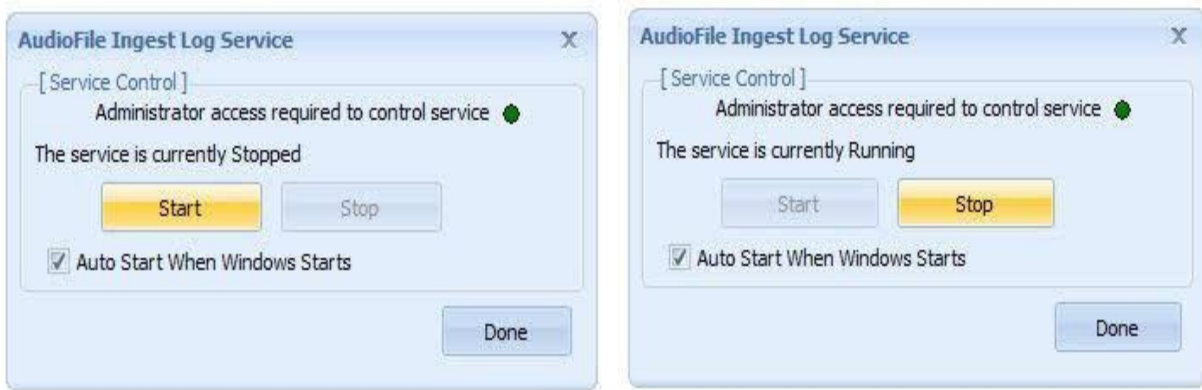 AudioFile Ingest Log Service X
[ Service Control ]
Administrator access required to control service
The service is currently Stopped
Start Stop
Auto Start When Windows Starts
Done
AudioFile Ingest Log Service X
[ Service Control ]
Administrator access required to control service
The service is currently Running
Start Stop
Auto Start When Windows Starts
Done